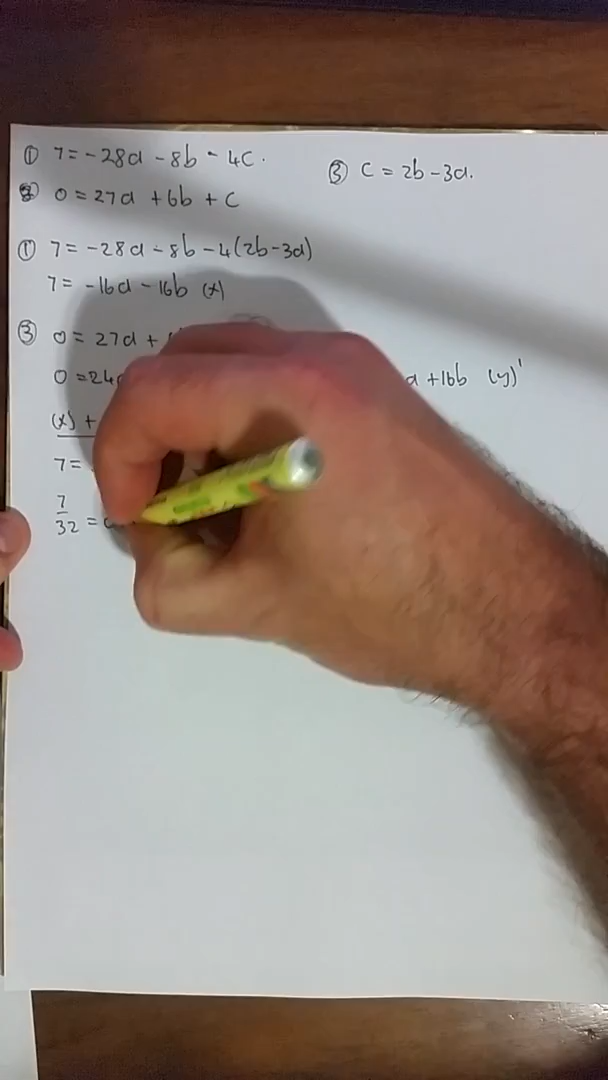 ① 7 = -28a - 8b - 4c.
③ c = 2b - 3a.
② 0 = 27a + 6b + c
① 7 = -28a - 8b - 4(2b - 3a)
7 = -16a - 16b (x)
③ 0 = 27a +
0 = 24 a + 16b (y)'
(x) +
7 =
7/32 =